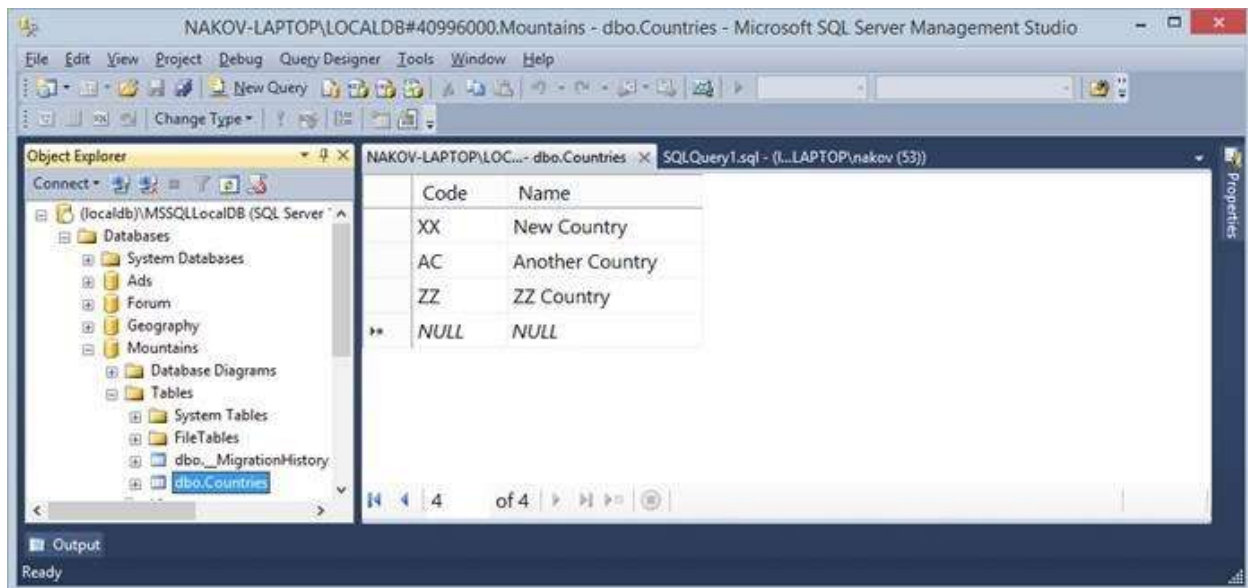 NAKOV-LAPTOP\LOCALDB#40996000.Mountains - dbo.Countries - Microsoft SQL Server Management Studio
File Edit View Project Debug Query Designer Tools Window Help
New Query
Change Type
Object Explorer
NAKOV-LAPTOP\LOC...- dbo.Countries
SQLQuery1.sql - (l...LAPTOP\nakov (53))
Properties
Connect
(localdb)\MSSQLLocalDB (SQL Server
Databases
System Databases
Ads
Forum
Geography
Mountains
Database Diagrams
Tables
System Tables
FileTables
dbo.__MigrationHistory
dbo.Countries
Code Name
XX New Country
AC Another Country
ZZ ZZ Country
NULL NULL
4 of 4
Output
Ready